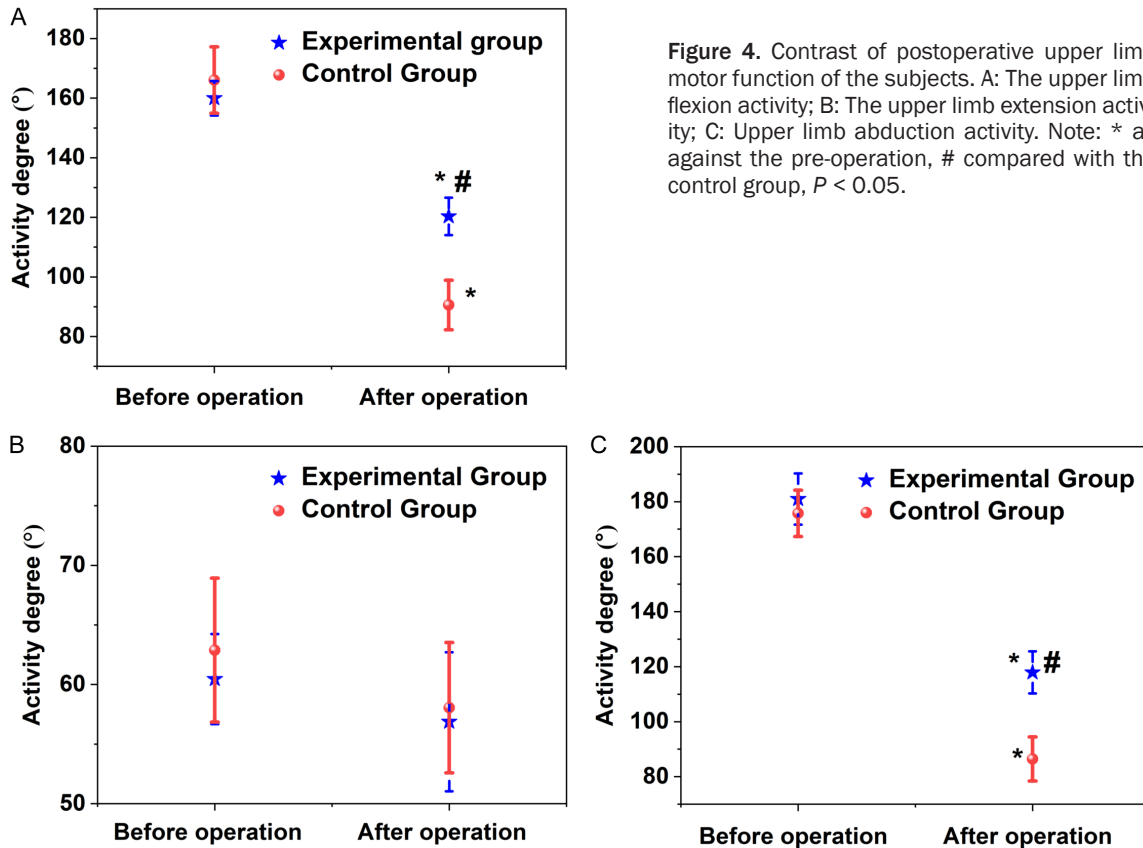 A
Activity degree (°)
180
160
140
120
100
80
Experimental group
Control Group
* #
*
Before operation
After operation
Figure 4. Contrast of postoperative upper lim
motor function of the subjects. A: The upper lim
flexion activity; B: The upper limb extension activ
ity; C: Upper limb abduction activity. Note: * a
against the pre-operation, # compared with th
control group, P < 0.05.
B
Activity degree (°)
80
70
60
50
Experimental Group
Control Group
Before operation
After operation
C
Activity degree (°)
200
180
160
140
120
100
80
Experimental Group
Control Group
* #
*
Before operation
After operation